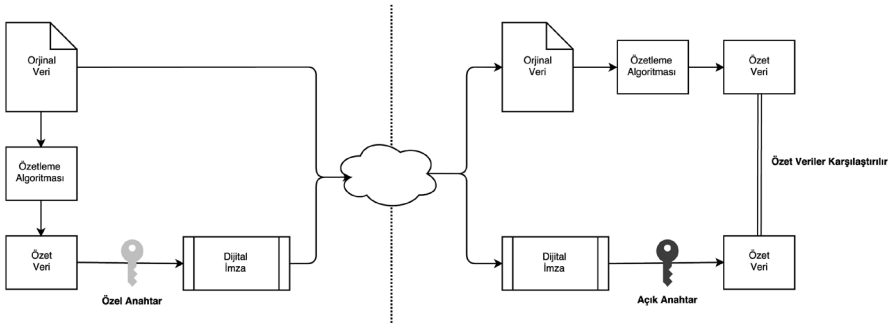 Orjinal
Veri
Özetleme
Algoritması
Özet
Veri
Özel Anahtar
Dijital
İmza
Orjinal
Veri
Özetleme
Algoritması
Özet
Veri
Özet Veriler Karşılaştırılır
Dijital
İmza
Açık Anahtar
Özet
Veri